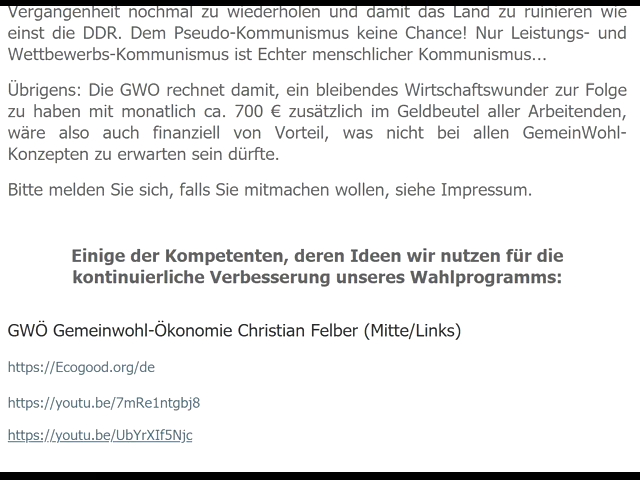 Vergangenheit nochmal zu wiederholen und damit das Land zu ruinieren wie
einst die DDR. Dem Pseudo-Kommunismus keine Chance! Nur Leistungs- und
Wettbewerbs-Kommunismus ist Echter menschlicher Kommunismus...
Übrigens: Die GWO rechnet damit, ein bleibendes Wirtschaftswunder zur Folge
zu haben mit monatlich ca. 700 € zusätzlich im Geldbeutel aller Arbeitenden,
wäre also auch finanziell von Vorteil, was nicht bei allen GemeinWohl-
Konzepten zu erwarten sein dürfte.
Bitte melden Sie sich, falls Sie mitmachen wollen, siehe Impressum.
Einige der Kompetenten, deren Ideen wir nutzen für die
kontinuierliche Verbesserung unseres Wahlprogramms:
GWÖ Gemeinwohl-Ökonomie Christian Felber (Mitte/Links)
https://Ecogood.org/de
https://youtu.be/7mRe1ntgbj8
https://youtu.be/UbYrXIf5Njc